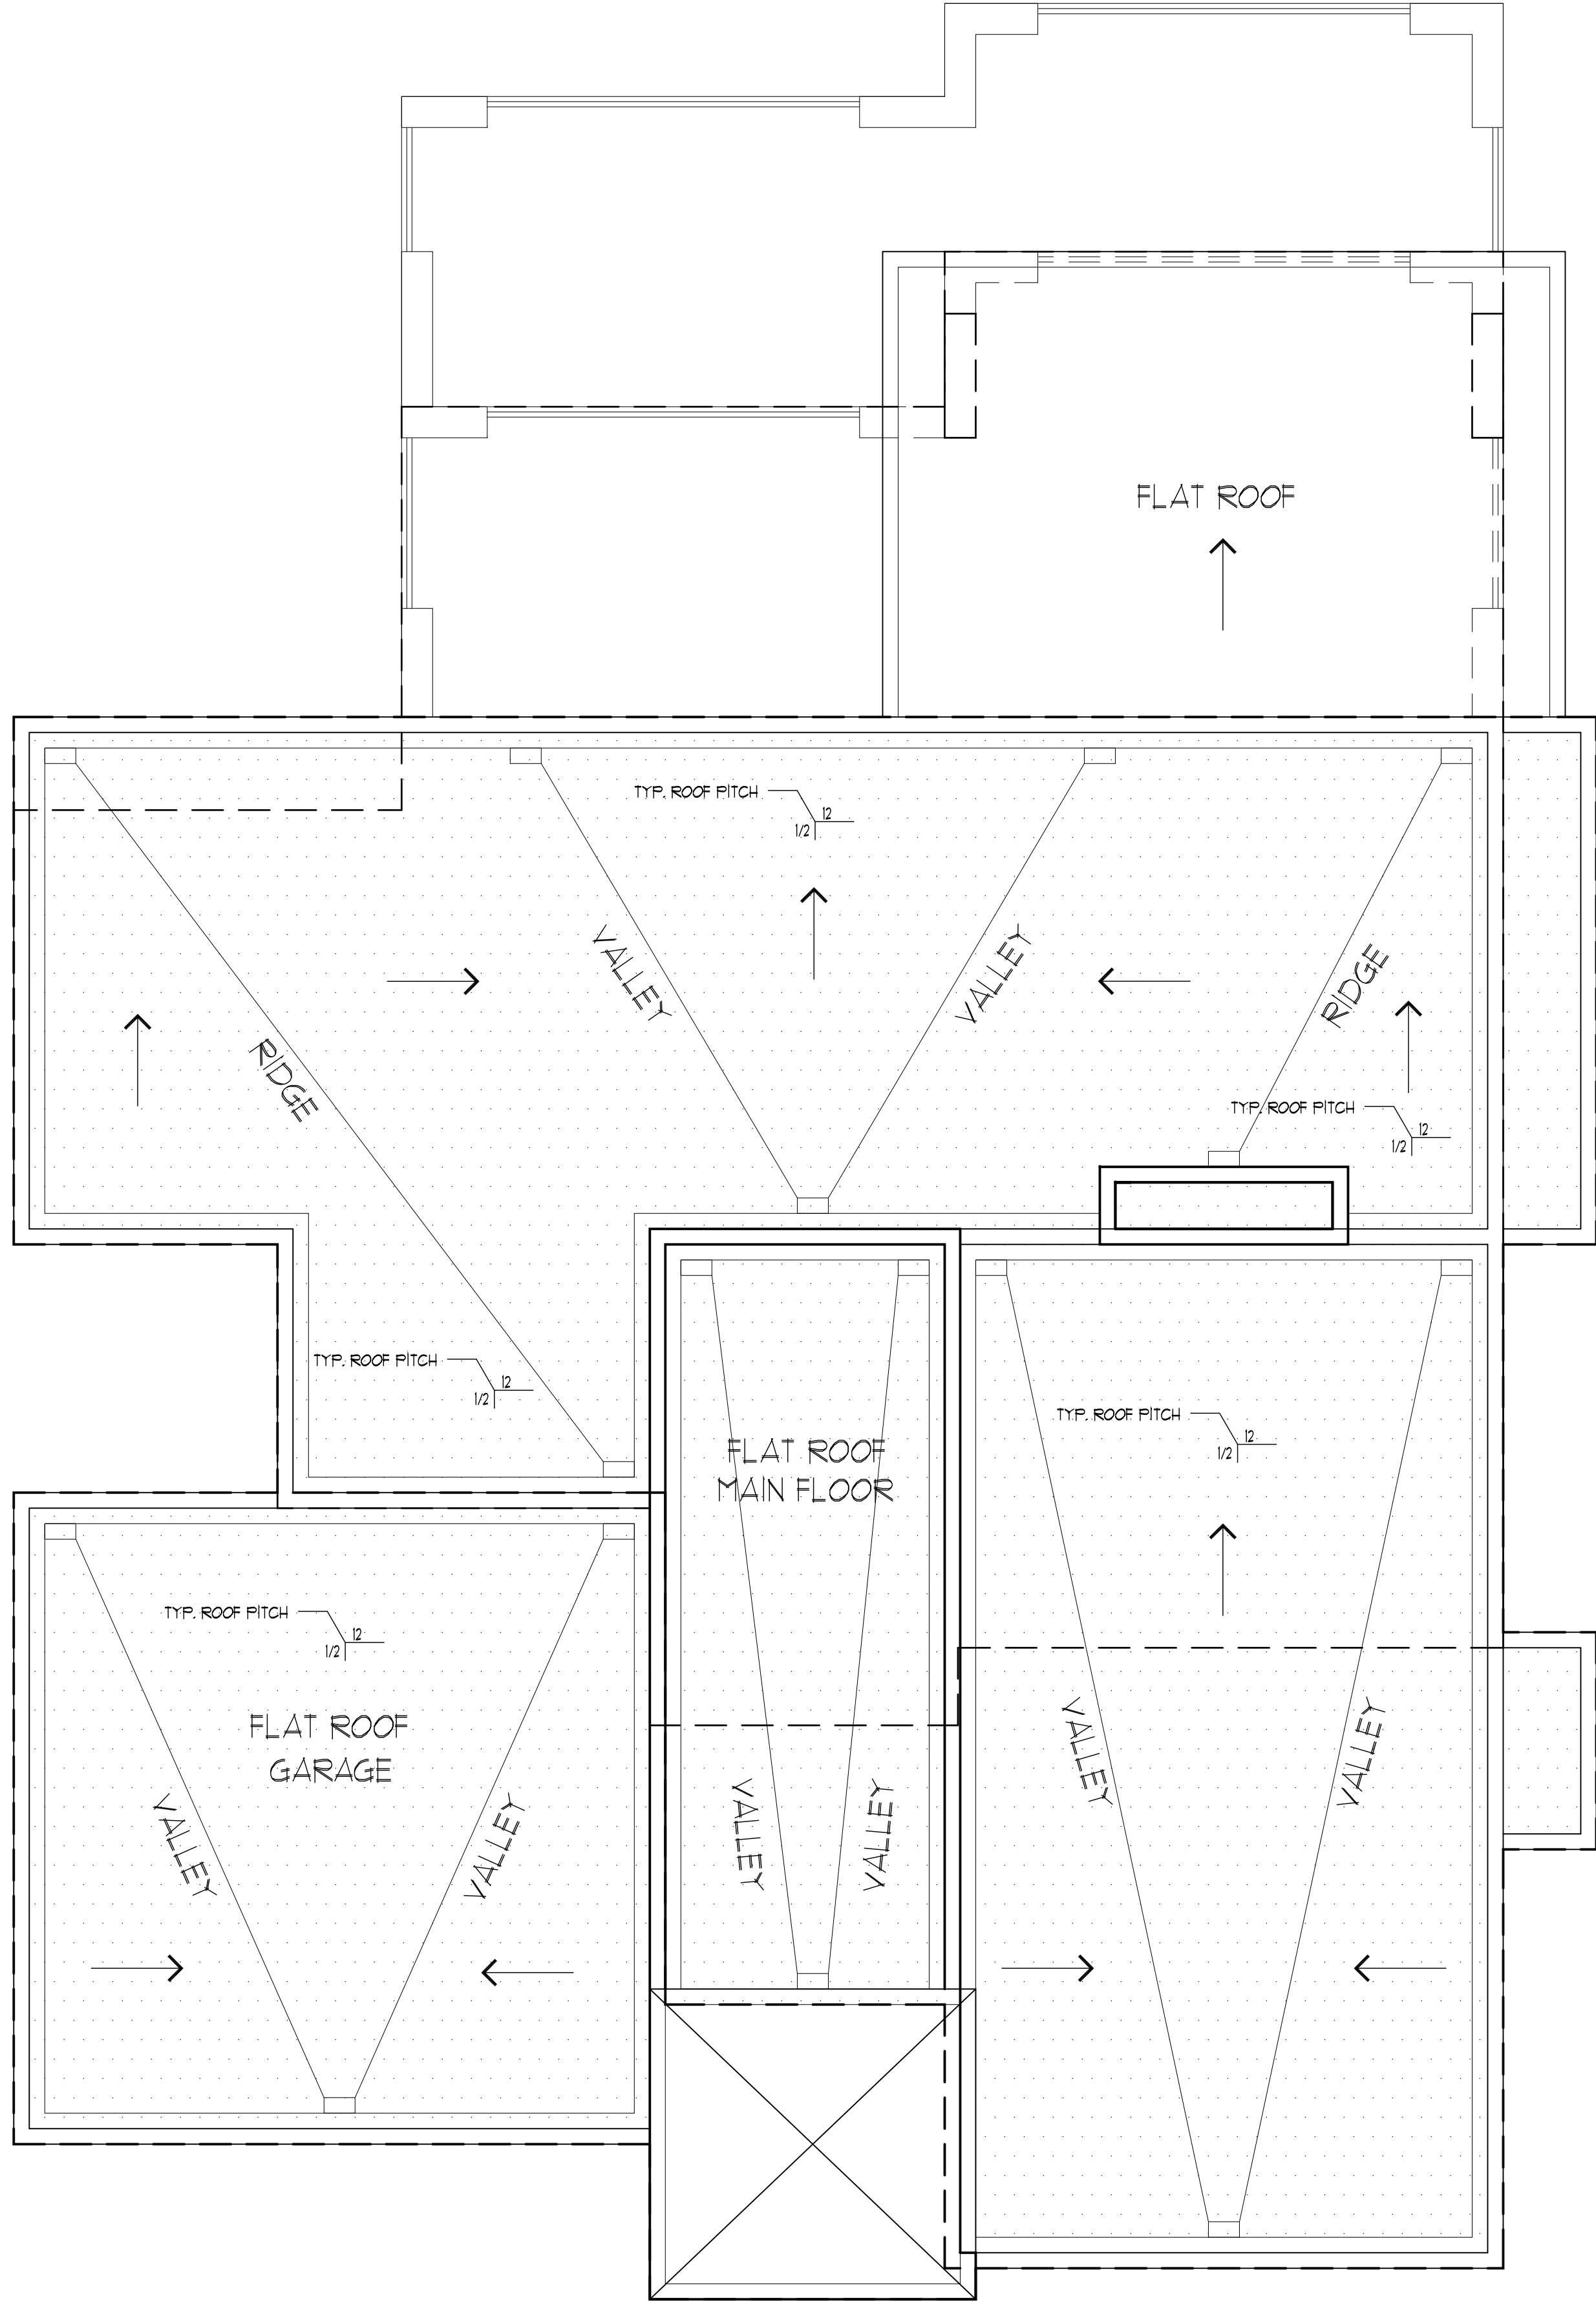 FLAT ROOF
TYP. ROOF PITCH
12
1/2
VALLEY
VALLEY
RIDGE
RIDGE
TYP. ROOF PITCH
12
1/2
TYP. ROOF PITCH
12
1/2
TYP. ROOF PITCH
12
1/2
FLAT ROOF
MAIN FLOOR
TYP. ROOF PITCH
12
1/2
FLAT ROOF
GARAGE
VALLEY
VALLEY
VALLEY
VALLEY
VALLEY
VALLEY